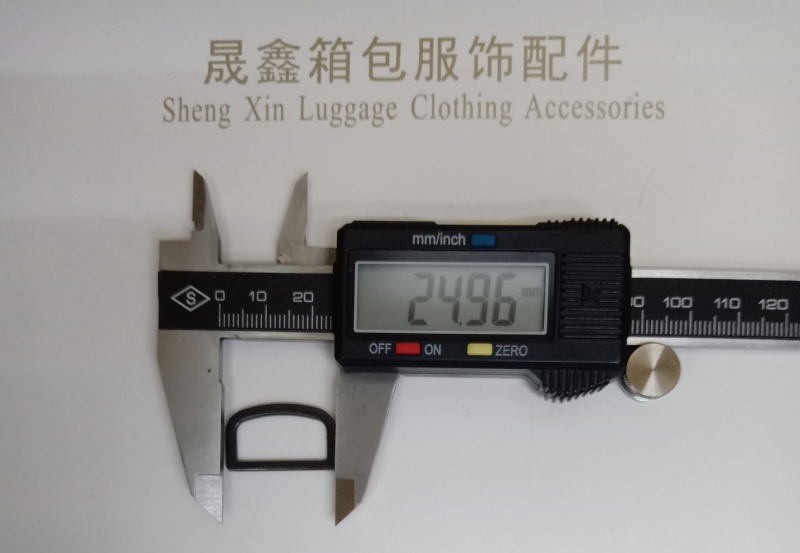 晟鑫箱包服饰配件
Sheng Xin Luggage Clothing Accessories
mm/inch
24.96 mm
S 0 10 20
100 110 120
OFF ON ZERO